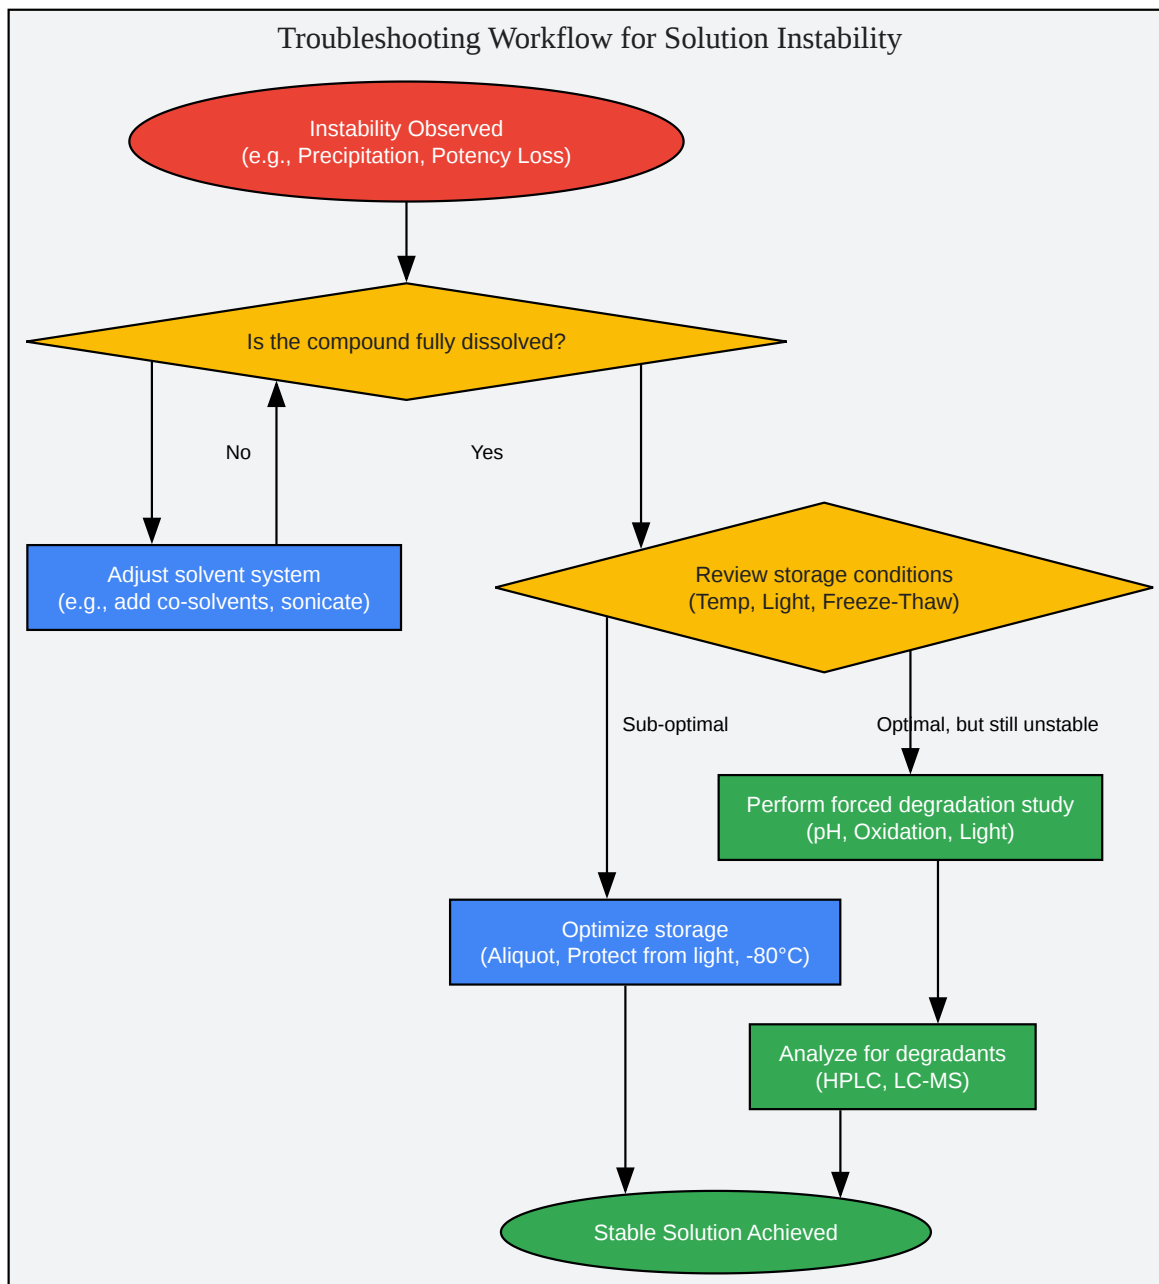 Troubleshooting Workflow for Solution Instability
Instability Observed
(e.g., Precipitation, Potency Loss)
Is the compound fully dissolved?
No
Yes
Adjust solvent system
(e.g., add co-solvents, sonicate)
Review storage conditions
(Temp, Light, Freeze-Thaw)
Sub-optimal
Optimal, but still unstable
Perform forced degradation study
(pH, Oxidation, Light)
Optimize storage
(Aliquot, Protect from light, -80°C)
Analyze for degradants
(HPLC, LC-MS)
Stable Solution Achieved